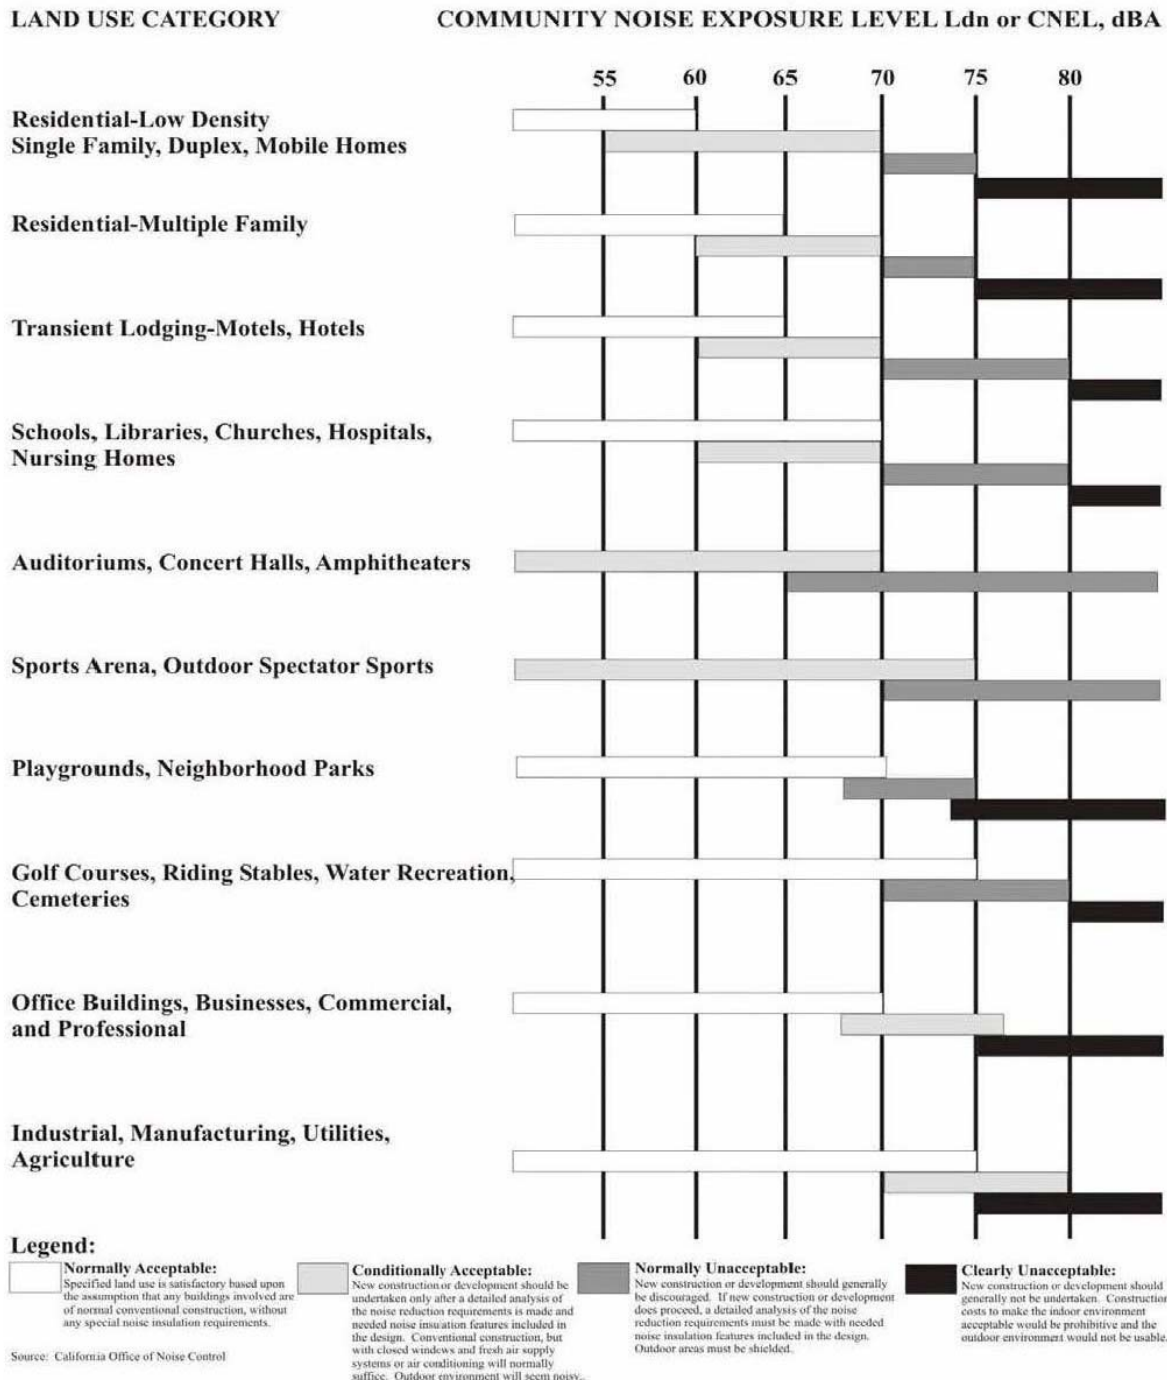 LAND USE CATEGORY
COMMUNITY NOISE EXPOSURE LEVEL Ldn or CNEL, dBA
55 60 65 70 75 80
Residential-Low Density
Single Family, Duplex, Mobile Homes
Residential-Multiple Family
Transient Lodging-Motels, Hotels
Schools, Libraries, Churches, Hospitals,
Nursing Homes
Auditoriums, Concert Halls, Amphitheaters
Sports Arena, Outdoor Spectator Sports
Playgrounds, Neighborhood Parks
Golf Courses, Riding Stables, Water Recreation,
Cemeteries
Office Buildings, Businesses, Commercial,
and Professional
Industrial, Manufacturing, Utilities,
Agriculture
Legend:
Normally Acceptable:
Specified land use is satisfactory based upon
the assumption that any buildings involved are
of normal conventional construction, without
any special noise insulation requirements.
Conditionally Acceptable:
New construction or development should be
undertaken only after a detailed analysis of
the noise reduction requirements is made and
needed noise insulation features included in
the design. Conventional construction, but
with closed windows and fresh air supply
systems or air conditioning will normally
suffice. Outdoor environment will seem noisy.
Normally Unacceptable:
New construction or development should generally
be discouraged. If new construction or development
does proceed, a detailed analysis of the noise
reduction requirements must be made with needed
noise insulation features included in the design.
Outdoor areas must be shielded.
Clearly Unacceptable:
New construction or development should
generally not be undertaken. Construction
costs to make the indoor environment
acceptable would be prohibitive and the
outdoor environment would not be usable.
Source: California Office of Noise Control